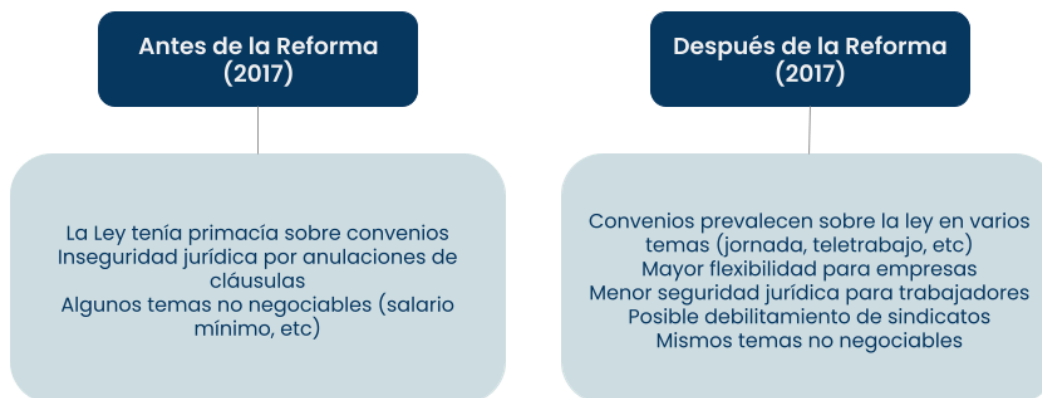 Antes de la Reforma
(2017)
La Ley tenía primacía sobre convenios
Inseguridad jurídica por anulaciones de
cláusulas
Algunos temas no negociables (salario
mínimo, etc)
Después de la Reforma
(2017)
Convenios prevalecen sobre la ley en varios
temas (jornada, teletrabajo, etc)
Mayor flexibilidad para empresas
Menor seguridad jurídica para trabajadores
Posible debilitamiento de sindicatos
Mismos temas no negociables